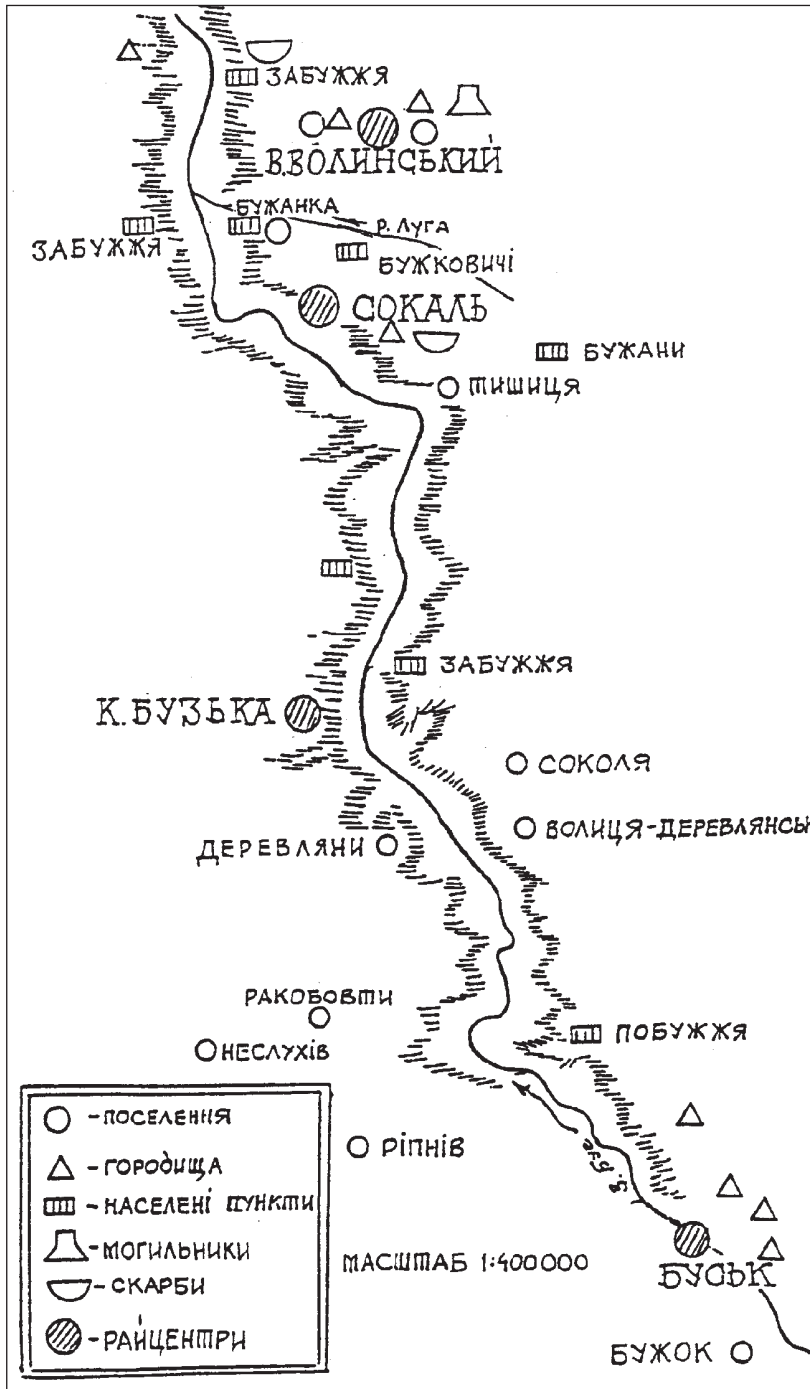 ЗАБУЖЖЯ
В.ВОЛИНСЬКИЙ
БУЖАНКА
р. ЛУГА
ЗАБУЖЖЯ
БУЖКОВИЧІ
СОКАЛЬ
БУЖАНИ
ТИШИЦЯ
ЗАБУЖЖЯ
К.БУЗЬКА
СОКОЛЯ
ВОЛИЦЯ-ДЕРЕВЛЯНСЬ
ДЕРЕВЛЯНИ
РАКОБОВТИ
НЕСЛУХІВ
ПОБУЖЖЯ
РІПНІВ
З. Буг
БУСЬК
БУЖОК
МАСШТАБ 1:400000
-ПОСЕЛЕННЯ
-ГОРОДИЩА
-НАСЕЛЕНІ ПУНКТИ
-МОГИЛЬНИКИ
-СКАРБИ
-РАЙЦЕНТРИ